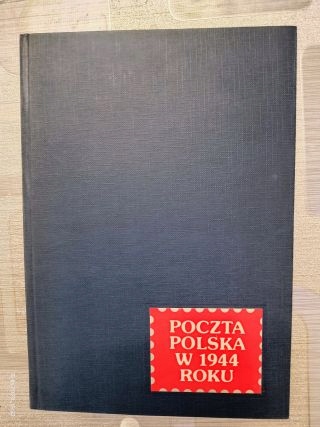 POCZTA
POLSKA
W 1944
ROKU